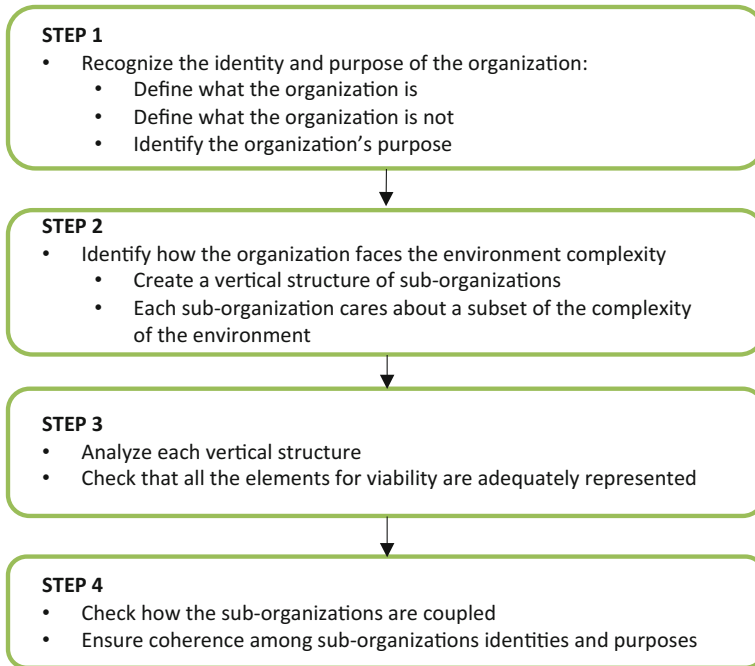 STEP 1
• Recognize the identity and purpose of the organization:
• Define what the organization is
• Define what the organization is not
• Identify the organization's purpose
STEP 2
• Identify how the organization faces the environment complexity
• Create a vertical structure of sub-organizations
• Each sub-organization cares about a subset of the complexity
of the environment
STEP 3
• Analyze each vertical structure
• Check that all the elements for viability are adequately represented
STEP 4
• Check how the sub-organizations are coupled
• Ensure coherence among sub-organizations identities and purposes